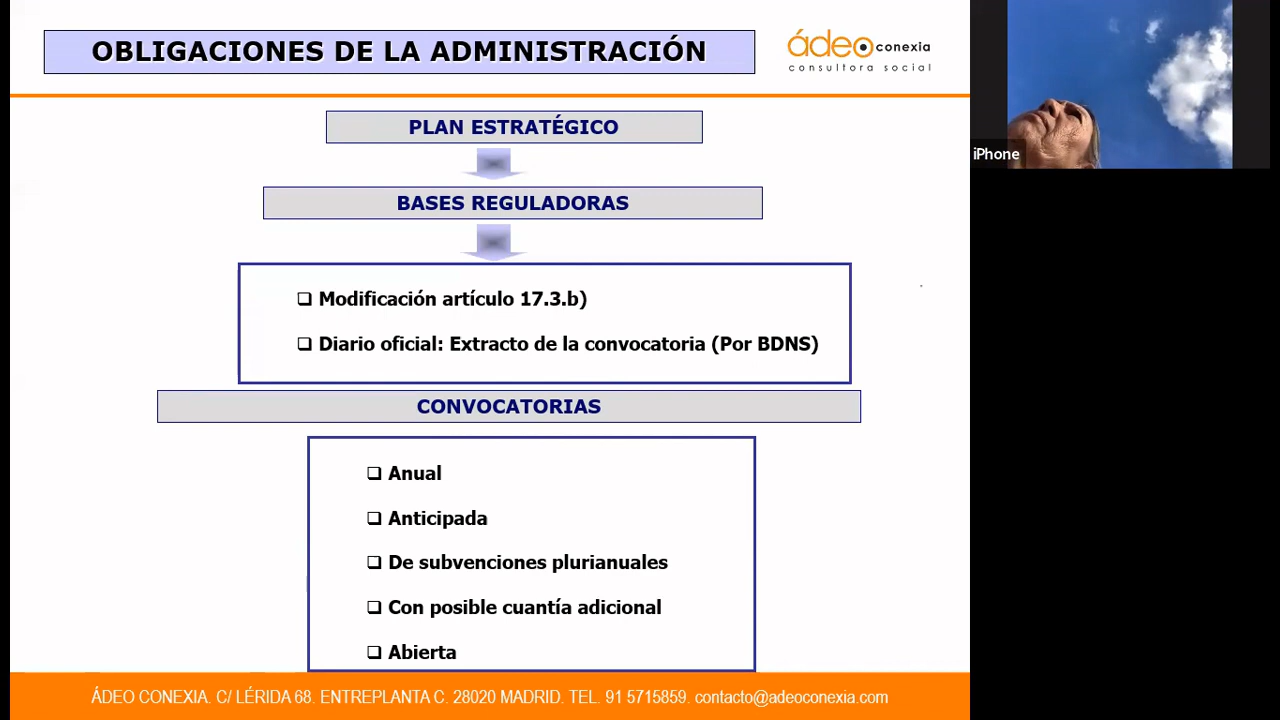 OBLIGACIONES DE LA ADMINISTRACIÓN
ádeo conexia
consultora social
PLAN ESTRATÉGICO
BASES REGULADORAS
❑ Modificación artículo 17.3.b)
❑ Diario oficial: Extracto de la convocatoria (Por BDNS)
CONVOCATORIAS
❑ Anual
❑ Anticipada
❑ De subvenciones plurianuales
❑ Con posible cuantía adicional
❑ Abierta
ÁDEO CONEXIA. C/ LÉRIDA 68. ENTREPLANTA C. 28020 MADRID. TEL. 91 5715859. contacto@adeoconexia.com
iPhone